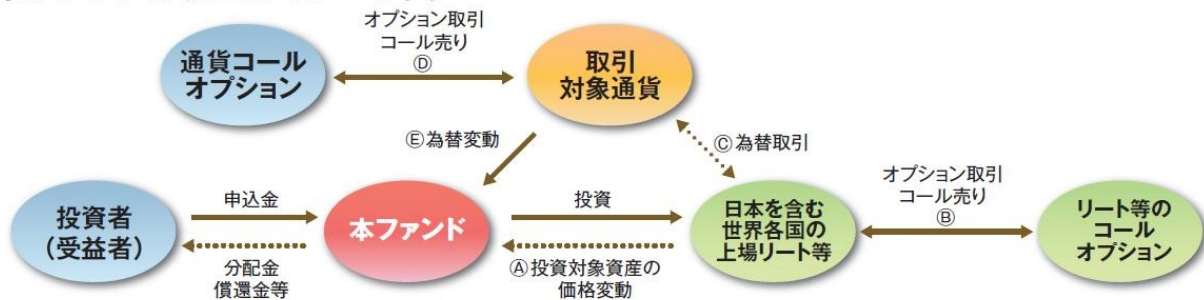 オプション取引
コール売り
Ⓓ
通貨コール
オプション
取引
対象通貨
Ⓔ為替変動
Ⓒ為替取引
オプション取引
コール売り
Ⓑ
投資者
（受益者）
申込金
分配金
償還金等
本ファンド
投資
Ⓐ投資対象資産の
価格変動
日本を含む
世界各国の
上場リート等
リート等の
コール
オプション